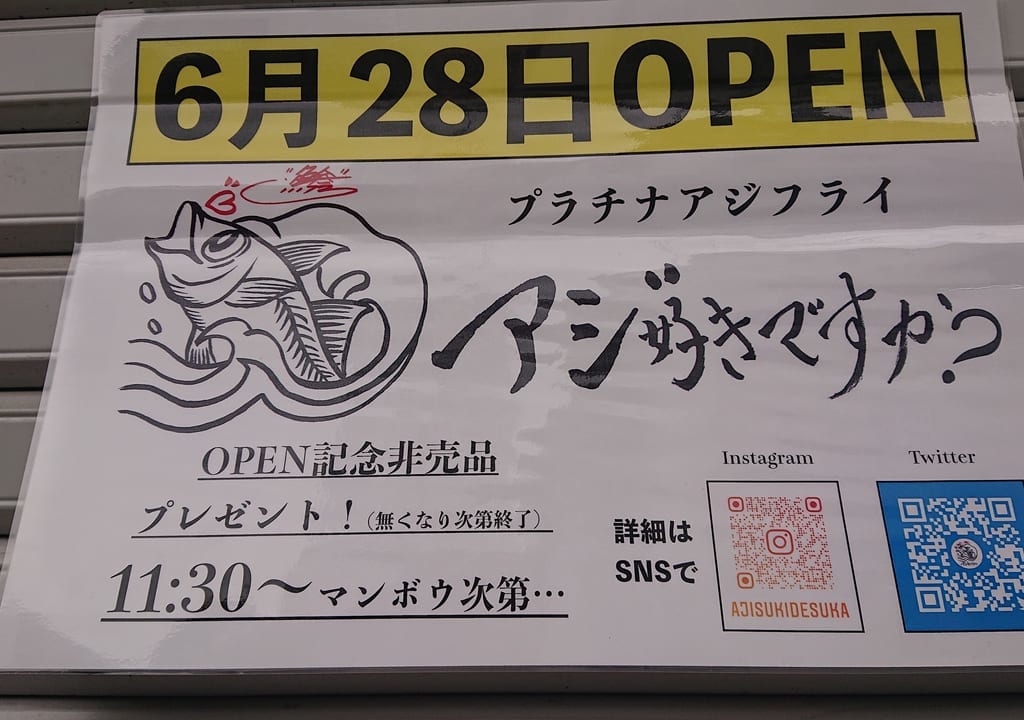 6月28日OPEN
プラチナアジフライ
アジ好きですか?
OPEN記念非売品
プレゼント!(無くなり次第終了)
11:30〜マンボウ次第…
詳細は
SNSで
Instagram
AJISUKIDESUKA
Twitter